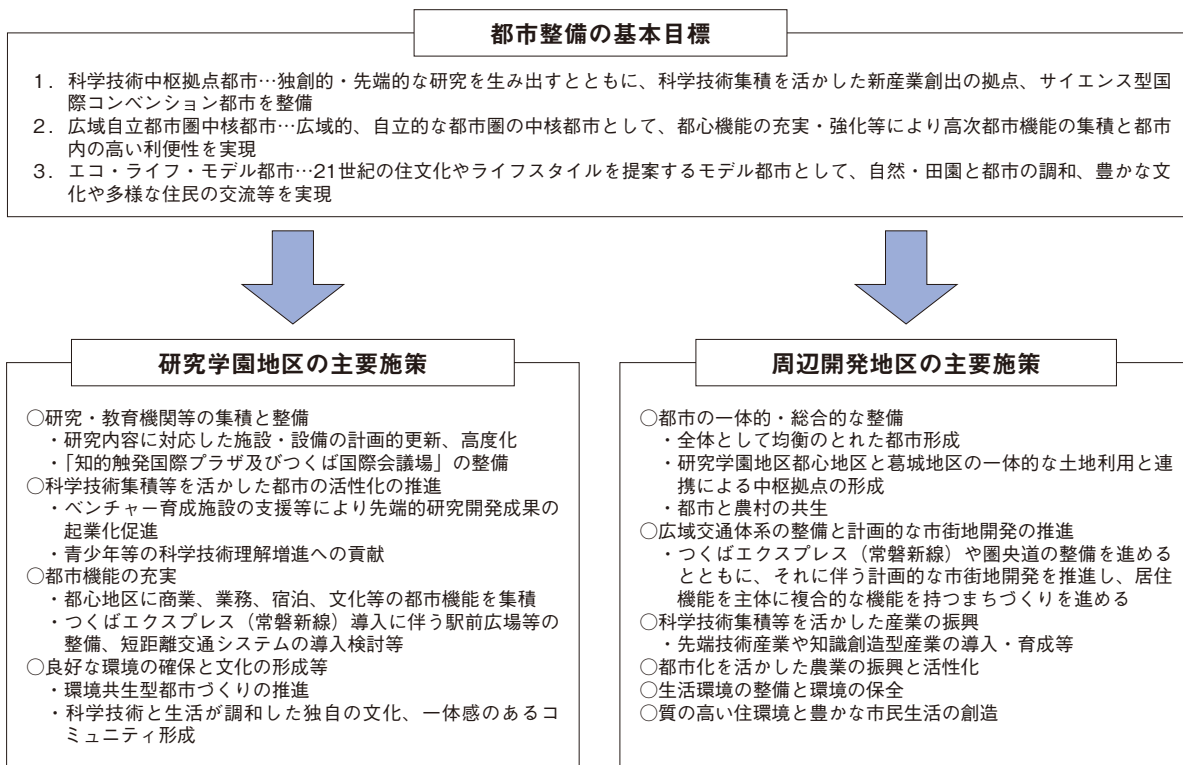 都市整備の基本目標
1．科学技術中枢拠点都市…独創的・先端的な研究を生み出すとともに、科学技術集積を活かした新産業創出の拠点、サイエンス型国
際コンベンション都市を整備
2．広域自立都市圏中核都市…広域的、自立的な都市圏の中核都市として、都心機能の充実・強化等により高次都市機能の集積と都市
内の高い利便性を実現
3．エコ・ライフ・モデル都市…21世紀の住文化やライフスタイルを提案するモデル都市として、自然・田園と都市の調和、豊かな文
化や多様な住民の交流等を実現
研究学園地区の主要施策
○研究・教育機関等の集積と整備
・研究内容に対応した施設・設備の計画的更新、高度化
・「知的触発国際プラザ及びつくば国際会議場」の整備
○科学技術集積等を活かした都市の活性化の推進
・ベンチャー育成施設の支援等により先端的研究開発成果の
起業化促進
・青少年等の科学技術理解増進への貢献
○都市機能の充実
・都心地区に商業、業務、宿泊、文化等の都市機能を集積
・つくばエクスプレス（常磐新線）導入に伴う駅前広場等の
整備、短距離交通システムの導入検討等
○良好な環境の確保と文化の形成等
・環境共生型都市づくりの推進
・科学技術と生活が調和した独自の文化、一体感のあるコ
ミュニティ形成
周辺開発地区の主要施策
○都市の一体的・総合的な整備
・全体として均衡のとれた都市形成
・研究学園地区都心地区と葛城地区の一体的な土地利用と連
携による中枢拠点の形成
・都市と農村の共生
○広域交通体系の整備と計画的な市街地開発の推進
・つくばエクスプレス（常磐新線）や圏央道の整備を進める
とともに、それに伴う計画的な市街地開発を推進し、居住
機能を主体に複合的な機能を持つまちづくりを進める
○科学技術集積等を活かした産業の振興
・先端技術産業や知識創造型産業の導入・育成等
○都市化を活かした農業の振興と活性化
○生活環境の整備と環境の保全
○質の高い住環境と豊かな市民生活の創造